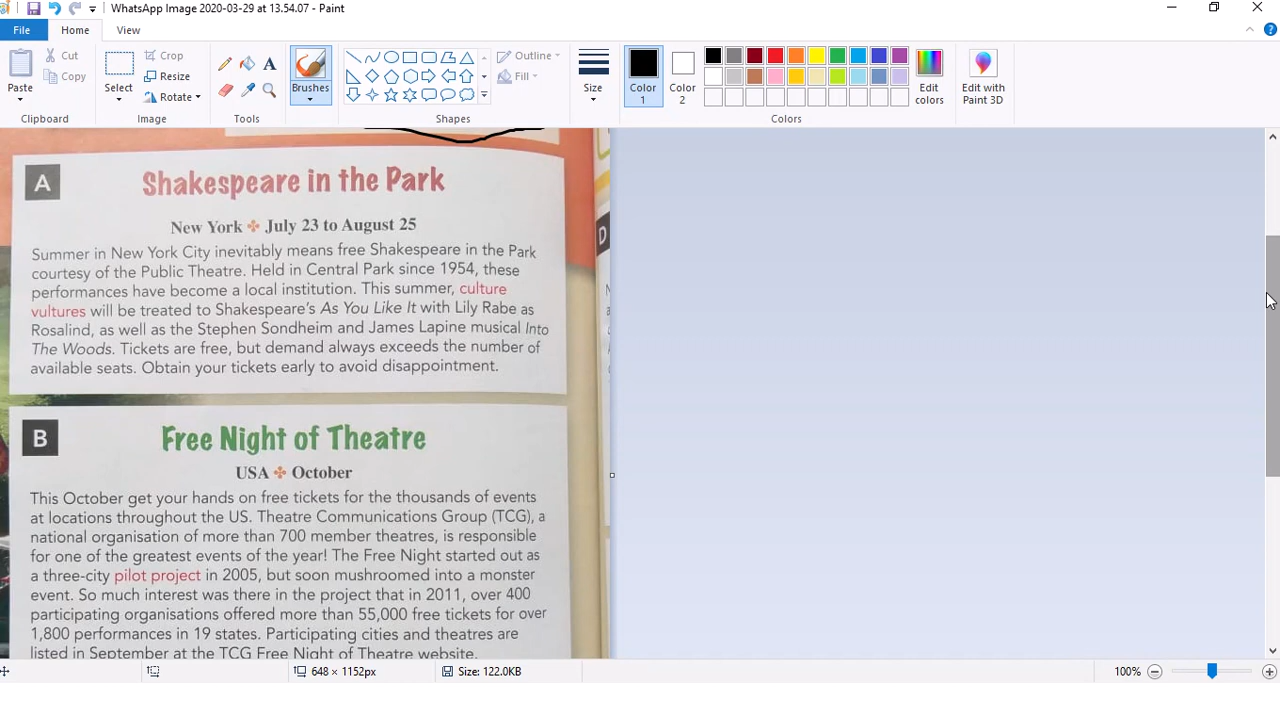 WhatsApp Image 2020-03-29 at 13.54.07 - Paint
File
Home
View
Paste
Cut
Copy
Clipboard
Select
Crop
Resize
Rotate
Image
A
Tools
Brushes
Outline
Fill
Shapes
Size
Color
1
Color
2
Edit
colors
Edit with
Paint 3D
Colors
A
Shakespeare in the Park
New York July 23 to August 25
Summer in New York City inevitably means free Shakespeare in the Park
courtesy of the Public Theatre. Held in Central Park since 1954, these
performances have become a local institution. This summer, culture
vultures will be treated to Shakespeare's As You Like It with Lily Rabe as
Rosalind, as well as the Stephen Sondheim and James Lapine musical Into
The Woods. Tickets are free, but demand always exceeds the number of
available seats. Obtain your tickets early to avoid disappointment.
D
B
Free Night of Theatre
USA October
This October get your hands on free tickets for the thousands of events
at locations throughout the US. Theatre Communications Group (TCG), a
national organisation of more than 700 member theatres, is responsible
for one of the greatest events of the year! The Free Night started out as
a three-city pilot project in 2005, but soon mushroomed into a monster
event. So much interest was there in the project that in 2011, over 400
participating organisations offered more than 55,000 free tickets for over
1,800 performances in 19 states. Participating cities and theatres are
listed in September at the TCG Free Night of Theatre website.
648 × 1152px
Size: 122.0KB
100%